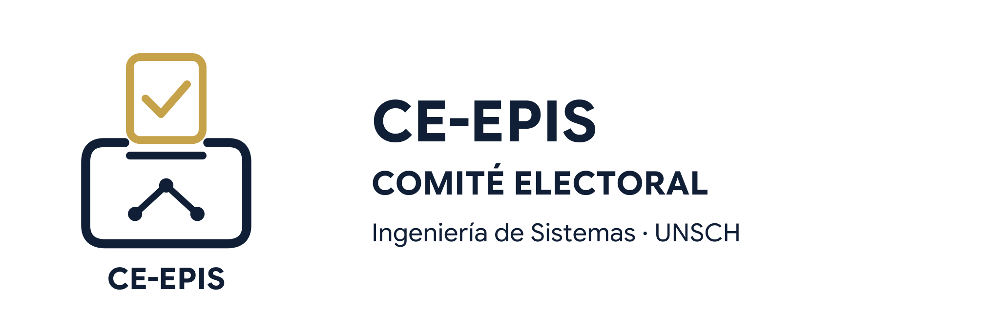 CE-EPIS
CE-EPIS
COMITÉ ELECTORAL
Ingeniería de Sistemas · UNSCH